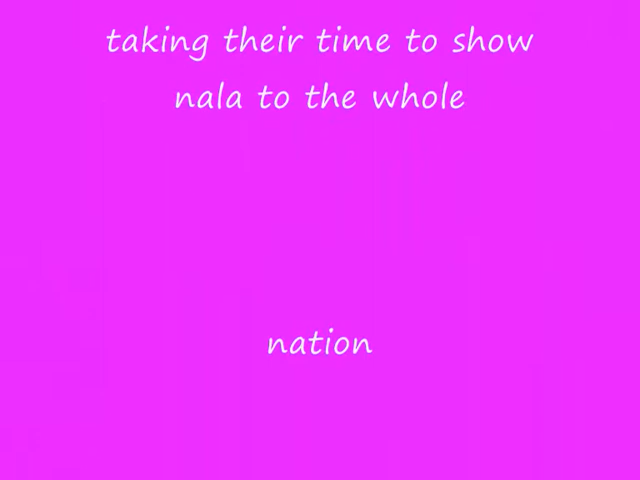 taking their time to show
nala to the whole
nation